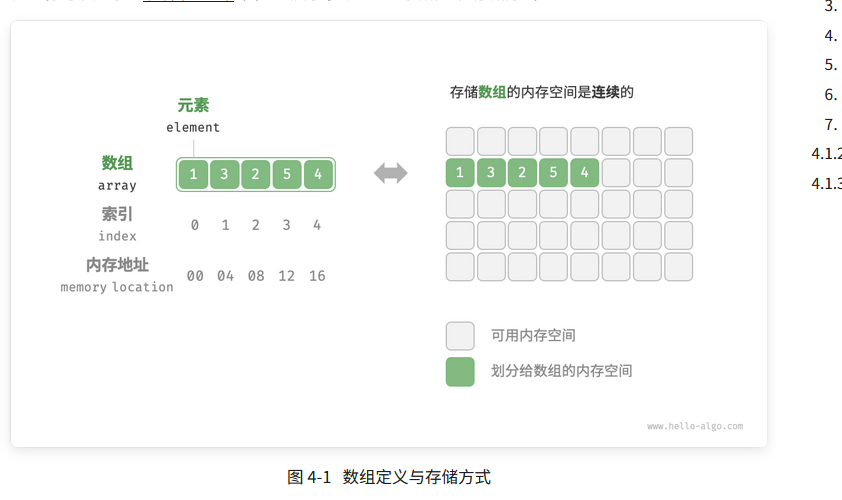 3.
4.
5.
6.
7.
4.1.2
4.1.3
存储数组的内存空间是连续的
元素
element
数组
array
1 3 2 5 4
1 3 2 5 4
索引
index
0 1 2 3 4
内存地址
memory location
00 04 08 12 16
可用内存空间
划分给数组的内存空间
www.hello-algo.com
图 4-1 数组定义与存储方式